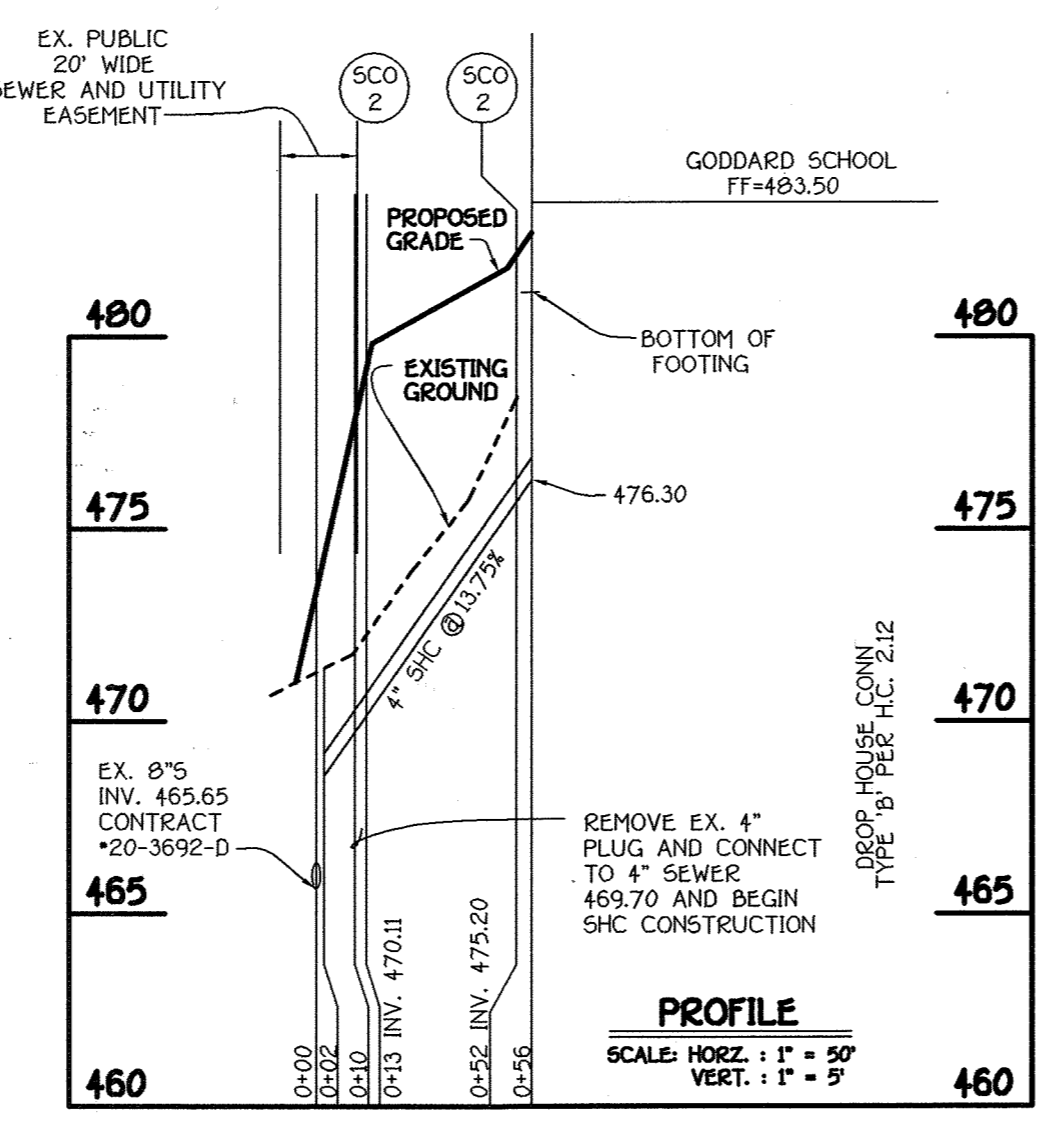 EX. PUBLIC
20' WIDE
SEWER AND UTILITY
EASEMENT
SCO
2
SCO
2
GODDARD SCHOOL
FF=483.50
PROPOSED
GRADE
480
480
BOTTOM OF
FOOTING
EXISTING
GROUND
475
475
476.30
4" SHC @ 13.75%
470
470
DROP HOUSE CONN
TYPE 'B' PER H.C. 2.12
EX. 8"S
INV. 465.65
CONTRACT
*20-3692-D
REMOVE EX. 4"
PLUG AND CONNECT
TO 4" SEWER
469.70 AND BEGIN
SHC CONSTRUCTION
465
465
0+00
0+02
0+10
0+13 INV. 470.11
0+52 INV. 475.20
0+56
PROFILE
SCALE: HORZ. : 1" = 50'
VERT. : 1" = 5'
460
460